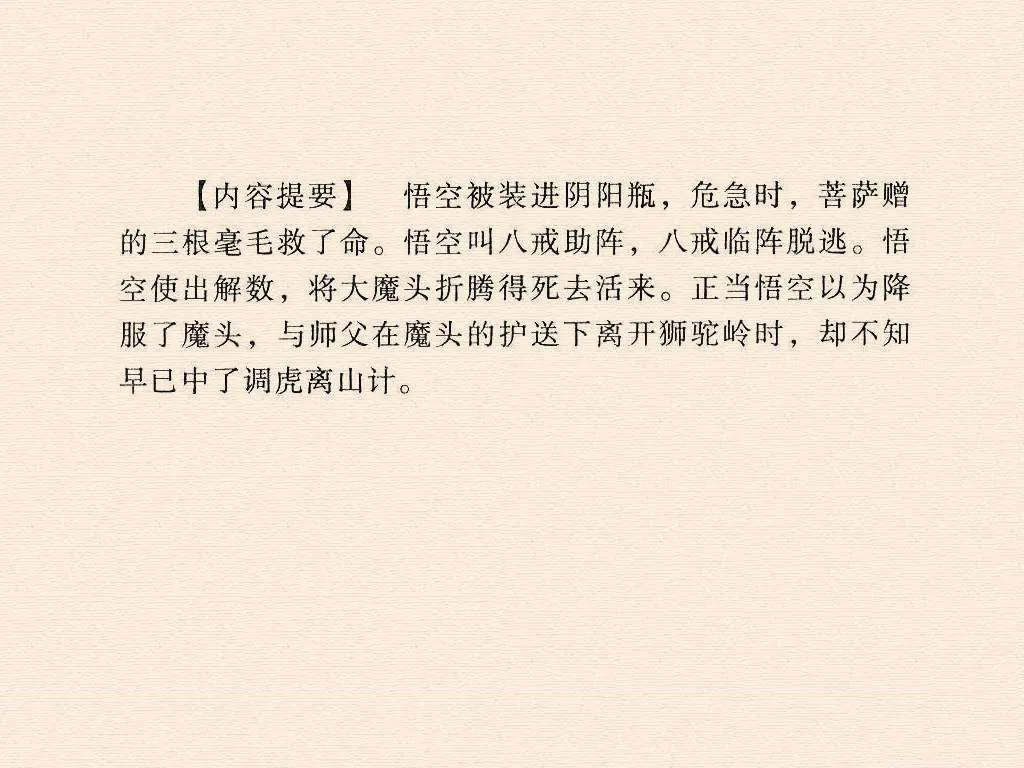 【内容提要】 悟空被装进阴阳瓶，危急时，菩萨赠
的三根毫毛救了命。悟空叫八戒助阵，八戒临阵脱逃。悟
空使出解数，将大魔头折腾得死去活来。正当悟空以为降
服了魔头，与师父在魔头的护送下离开狮驼岭时，却不知
早已中了调虎离山计。